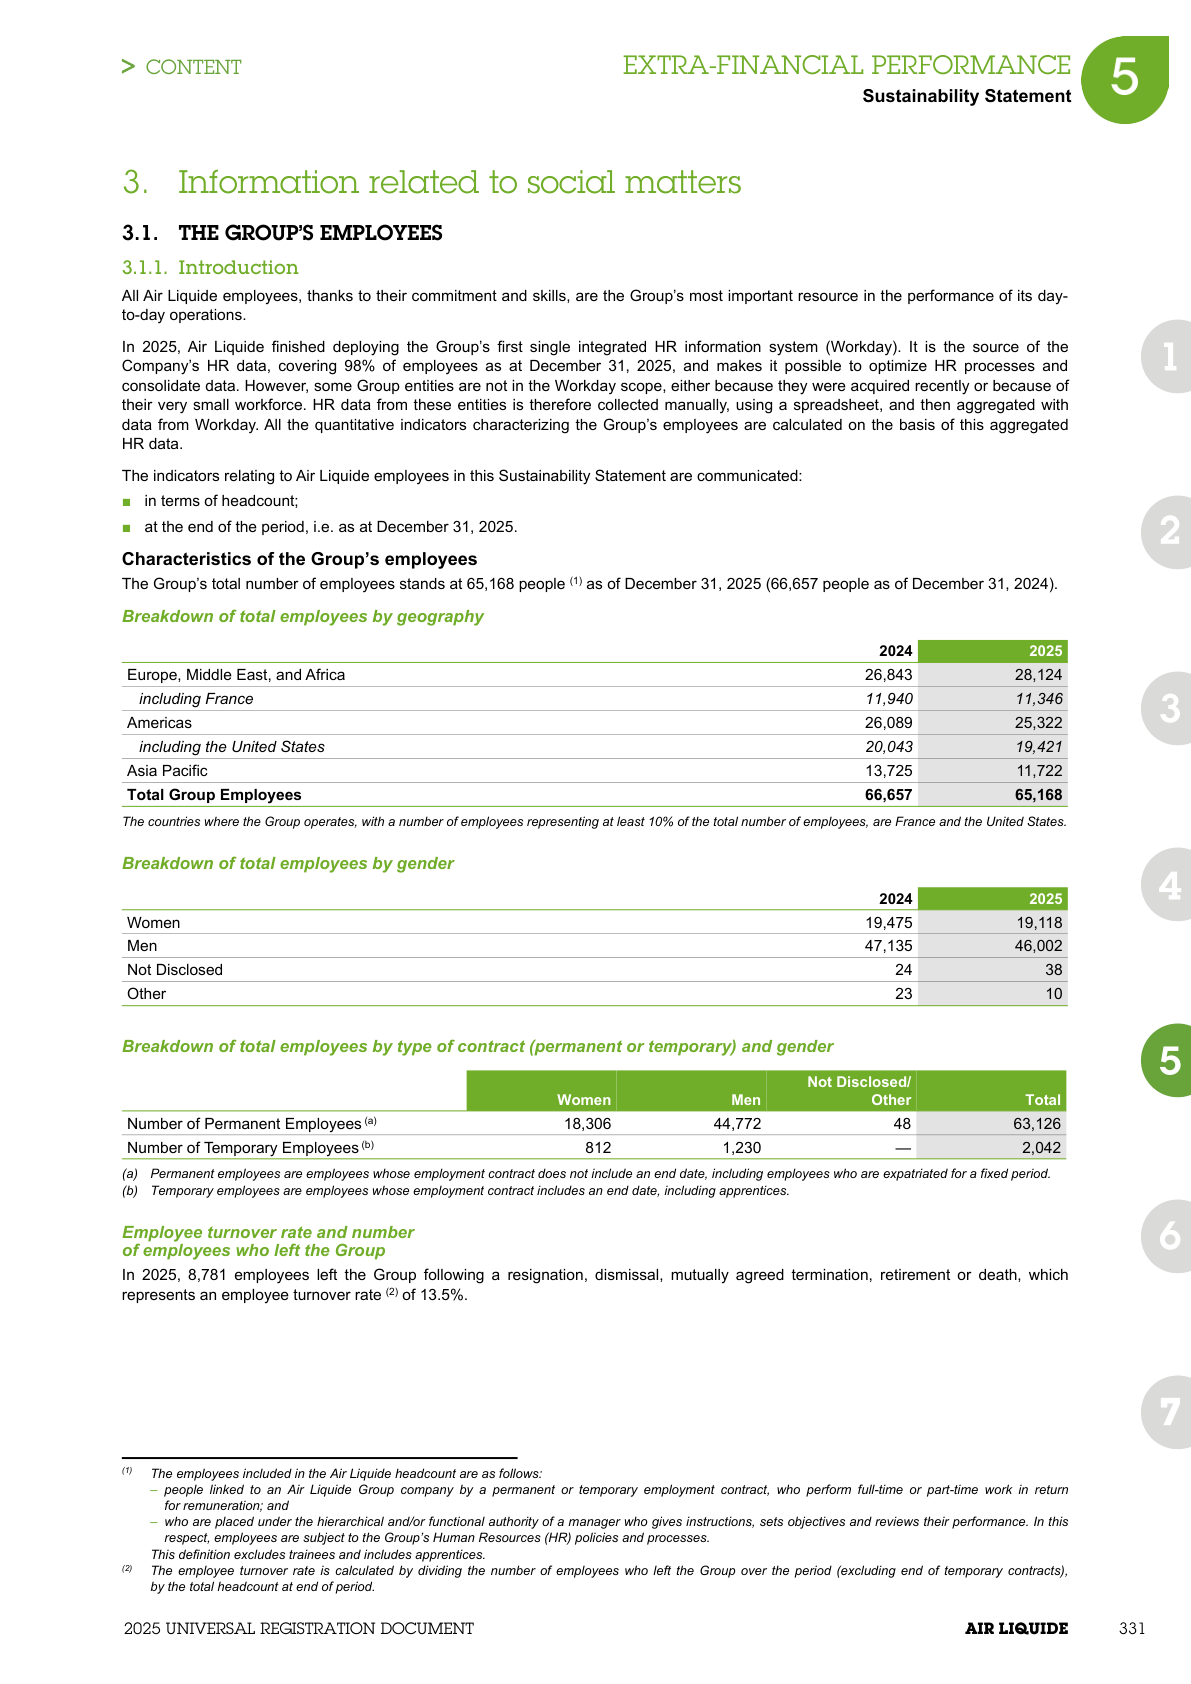 > CONTENT
EXTRA-FINANCIAL PERFORMANCE
Sustainability Statement
5
3. Information related to social matters
3.1. THE GROUP’S EMPLOYEES
3.1.1. Introduction
All Air Liquide employees, thanks to their commitment and skills, are the Group’s most important resource in the performance of its day-
to-day operations.
In 2025, Air Liquide finished deploying the Group’s first single integrated HR information system (Workday). It is the source of the
Company’s HR data, covering 98% of employees as at December 31, 2025, and makes it possible to optimize HR processes and
consolidate data. However, some Group entities are not in the Workday scope, either because they were acquired recently or because of
their very small workforce. HR data from these entities is therefore collected manually, using a spreadsheet, and then aggregated with
data from Workday. All the quantitative indicators characterizing the Group’s employees are calculated on the basis of this aggregated
HR data.
The indicators relating to Air Liquide employees in this Sustainability Statement are communicated:
■ in terms of headcount;
■ at the end of the period, i.e. as at December 31, 2025.
Characteristics of the Group’s employees
The Group’s total number of employees stands at 65,168 people (1) as of December 31, 2025 (66,657 people as of December 31, 2024).
Breakdown of total employees by geography
2024 2025
Europe, Middle East, and Africa 26,843 28,124
including France 11,940 11,346
Americas 26,089 25,322
including the United States 20,043 19,421
Asia Pacific 13,725 11,722
Total Group Employees 66,657 65,168
The countries where the Group operates, with a number of employees representing at least 10% of the total number of employees, are France and the United States.
Breakdown of total employees by gender
2024 2025
Women 19,475 19,118
Men 47,135 46,002
Not Disclosed 24 38
Other 23 10
Breakdown of total employees by type of contract (permanent or temporary) and gender
Not Disclosed/
Women Men Other Total
Number of Permanent Employees (a) 18,306 44,772 48 63,126
Number of Temporary Employees (b) 812 1,230 — 2,042
(a) Permanent employees are employees whose employment contract does not include an end date, including employees who are expatriated for a fixed period.
(b) Temporary employees are employees whose employment contract includes an end date, including apprentices.
Employee turnover rate and number
of employees who left the Group
In 2025, 8,781 employees left the Group following a resignation, dismissal, mutually agreed termination, retirement or death, which
represents an employee turnover rate (2) of 13.5%.
(1) The employees included in the Air Liquide headcount are as follows:
– people linked to an Air Liquide Group company by a permanent or temporary employment contract, who perform full-time or part-time work in return
for remuneration; and
– who are placed under the hierarchical and/or functional authority of a manager who gives instructions, sets objectives and reviews their performance. In this
respect, employees are subject to the Group’s Human Resources (HR) policies and processes.
This definition excludes trainees and includes apprentices.
(2) The employee turnover rate is calculated by dividing the number of employees who left the Group over the period (excluding end of temporary contracts),
by the total headcount at end of period.
2025 UNIVERSAL REGISTRATION DOCUMENT
AIR LIQUIDE 331
1
2
3
4
5
6
7